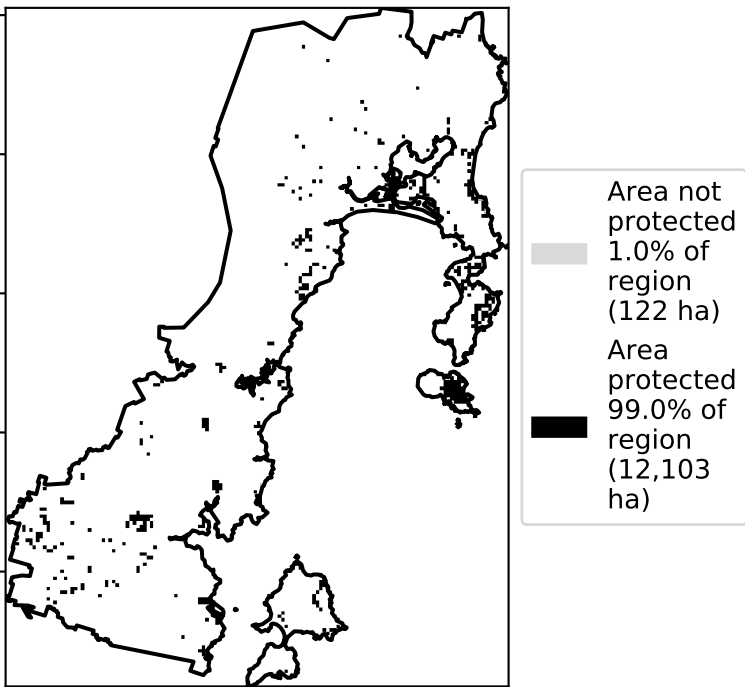 Area not
protected
1.0% of
region
(122 ha)
Area
protected
99.0% of
region
(12,103
ha)